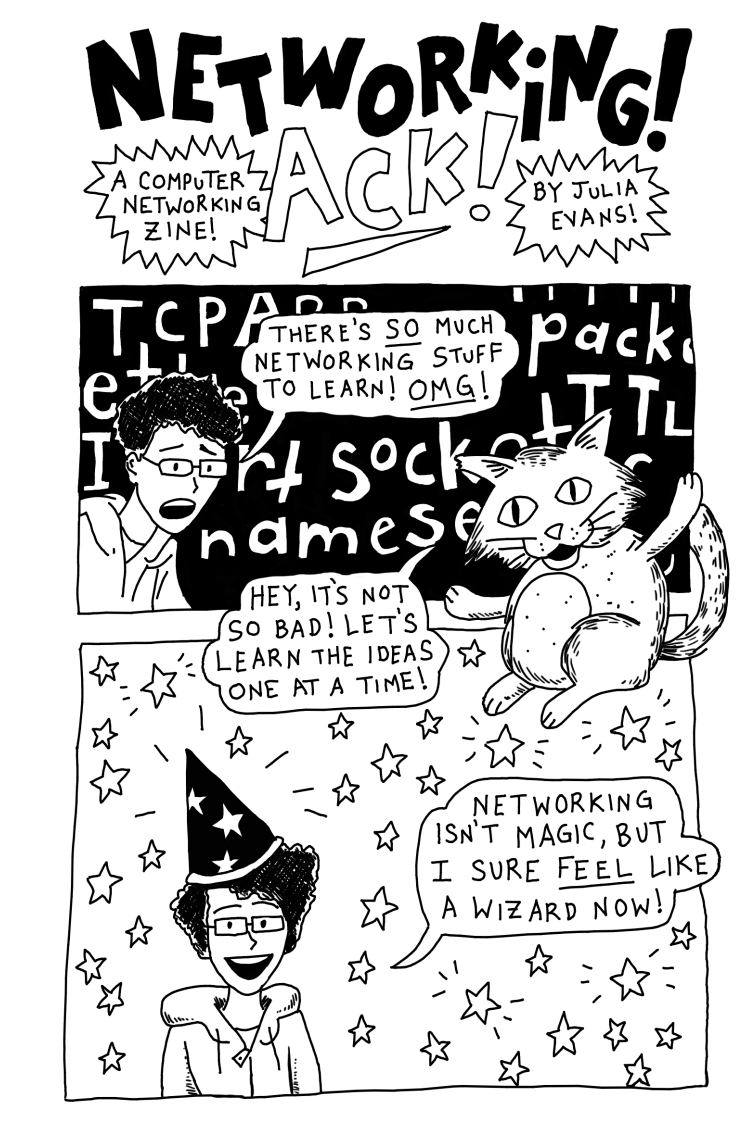 NETWORKING!
ACK!
A COMPUTER
NETWORKING
ZINE!
BY JULIA
EVANS!
TCP
pack
TTL
socket
namese
THERE'S SO MUCH
NETWORKING STUFF
TO LEARN! OMG!
HEY, IT'S NOT
SO BAD! LET'S
LEARN THE IDEAS
ONE AT A TIME!
NETWORKING
ISN'T MAGIC, BUT
I SURE FEEL LIKE
A WIZARD NOW!